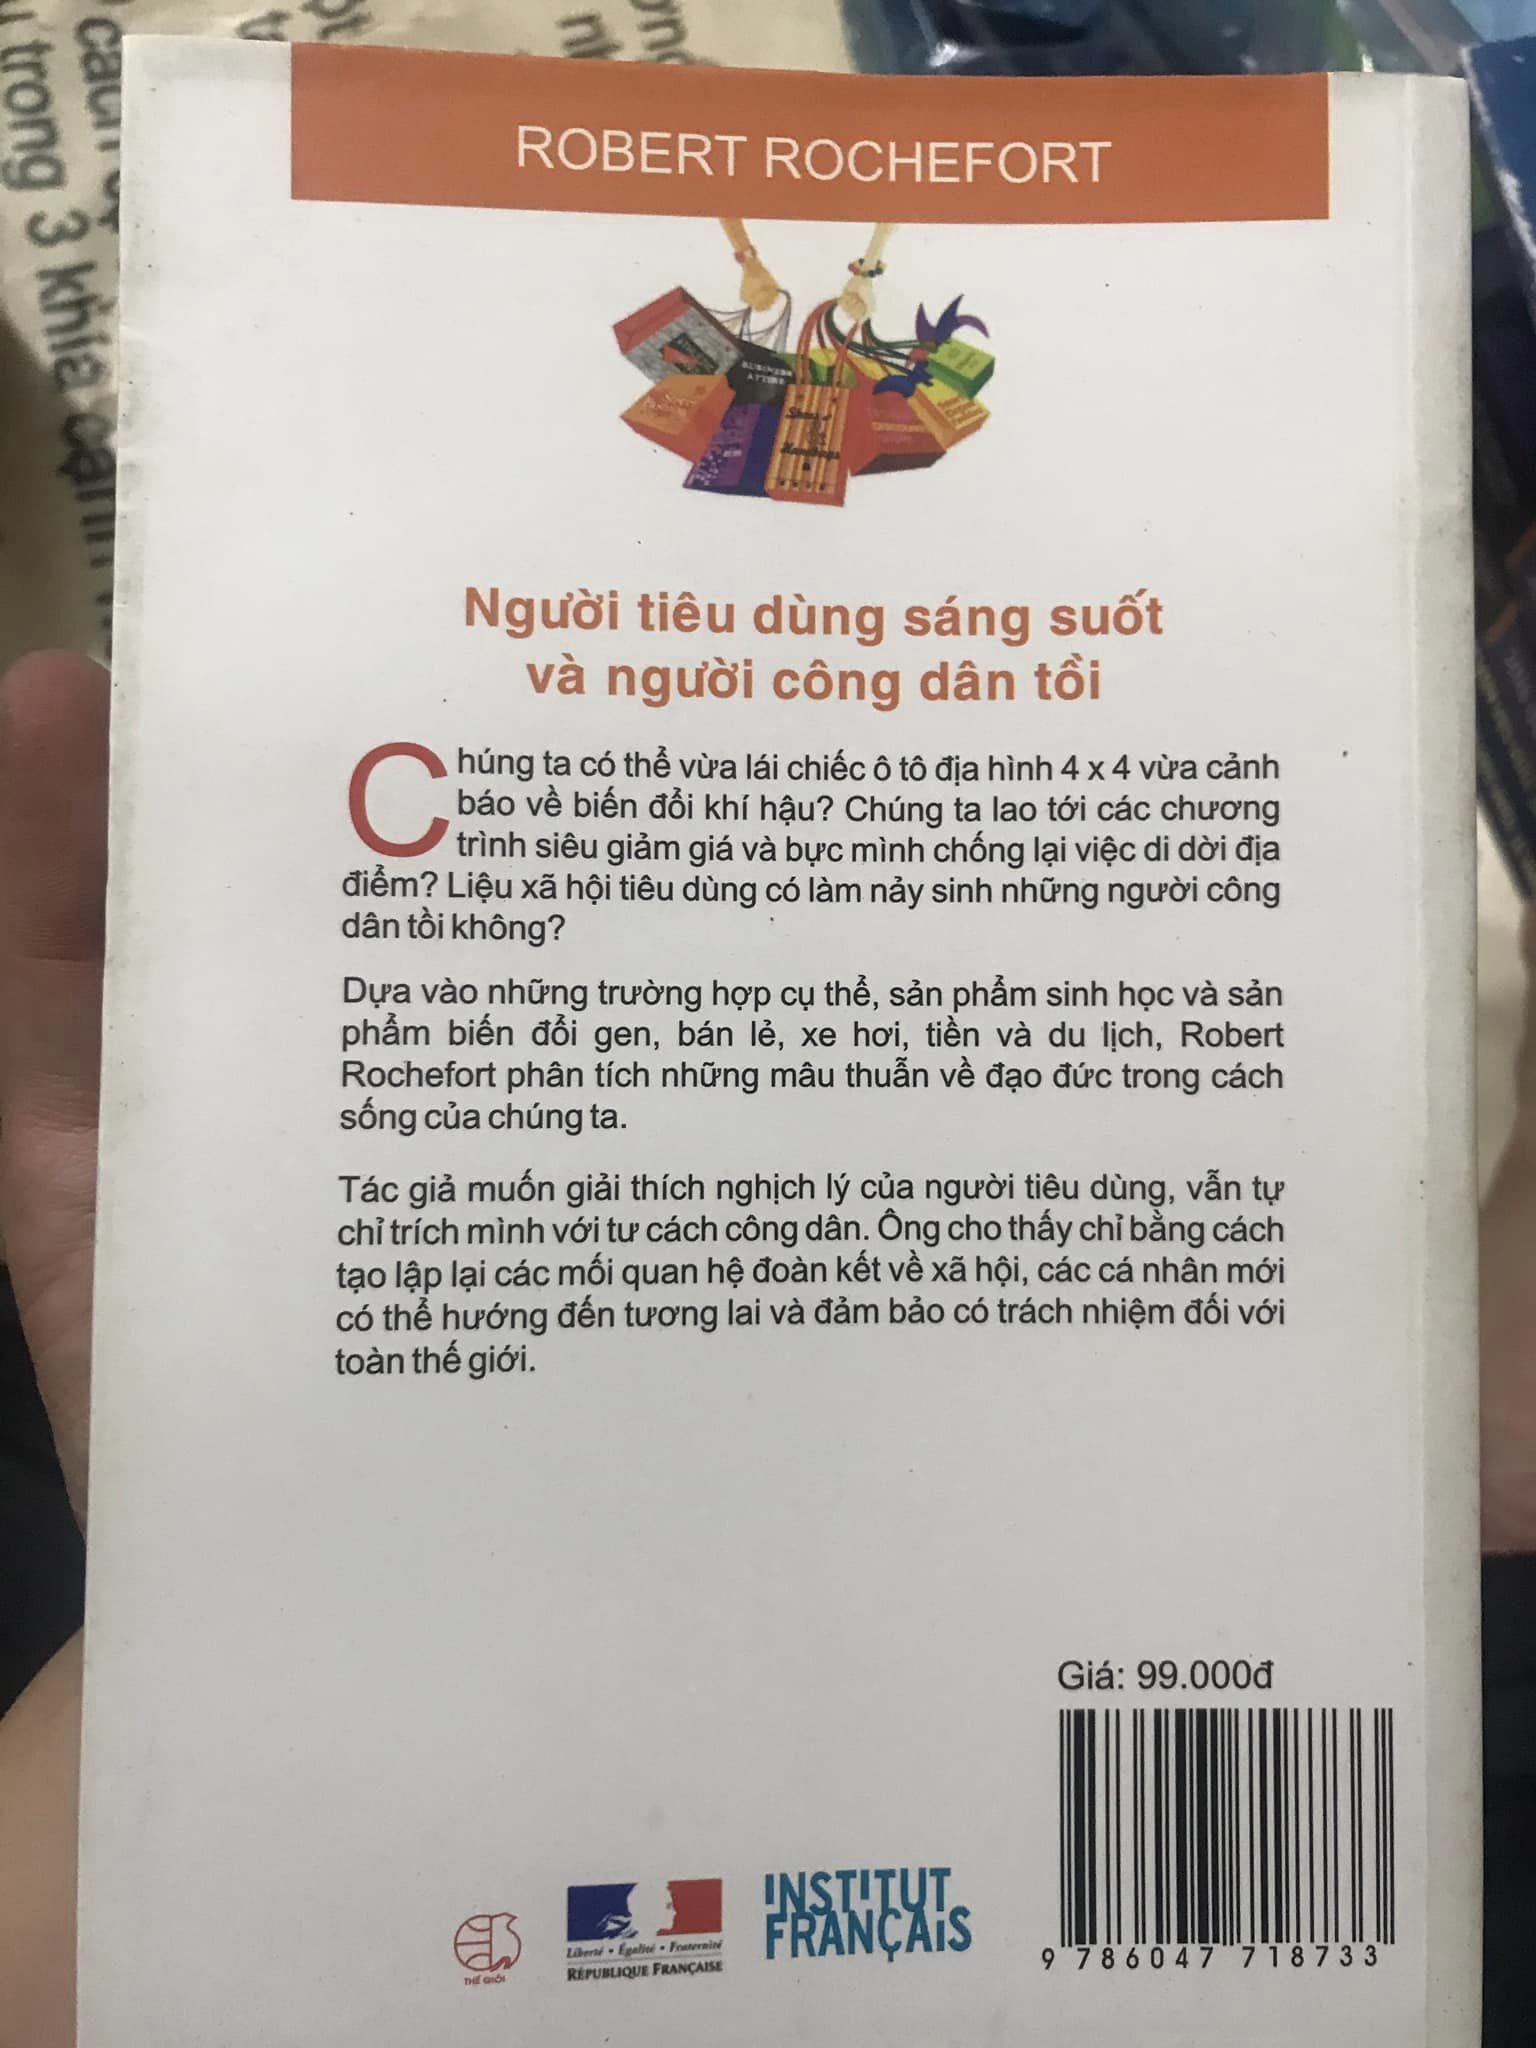 cách
trong 3 khía cạnh
ROBERT ROCHEFORT
Người tiêu dùng sáng suốt
và người công dân tồi
Chúng ta có thể vừa lái chiếc ô tô địa hình 4 x 4 vừa cảnh
báo về biến đổi khí hậu? Chúng ta lao tới các chương
trình siêu giảm giá và bực mình chống lại việc di dời địa
điểm? Liệu xã hội tiêu dùng có làm nảy sinh những người công
dân tồi không?
Dựa vào những trường hợp cụ thể, sản phẩm sinh học và sản
phẩm biến đổi gen, bán lẻ, xe hơi, tiền và du lịch, Robert
Rochefort phân tích những mâu thuẫn về đạo đức trong cách
sống của chúng ta.
Tác giả muốn giải thích nghịch lý của người tiêu dùng, vẫn tự
chỉ trích mình với tư cách công dân. Ông cho thấy chỉ bằng cách
tạo lập lại các mối quan hệ đoàn kết về xã hội, các cá nhân mới
có thể hướng đến tương lai và đảm bảo có trách nhiệm đối với
toàn thế giới.
Giá: 99.000đ
9 786047 718733
THẾ GIỚI
Liberté • Égalité • Fraternité
RÉPUBLIQUE FRANÇAISE
INSTITUT
FRANÇAIS